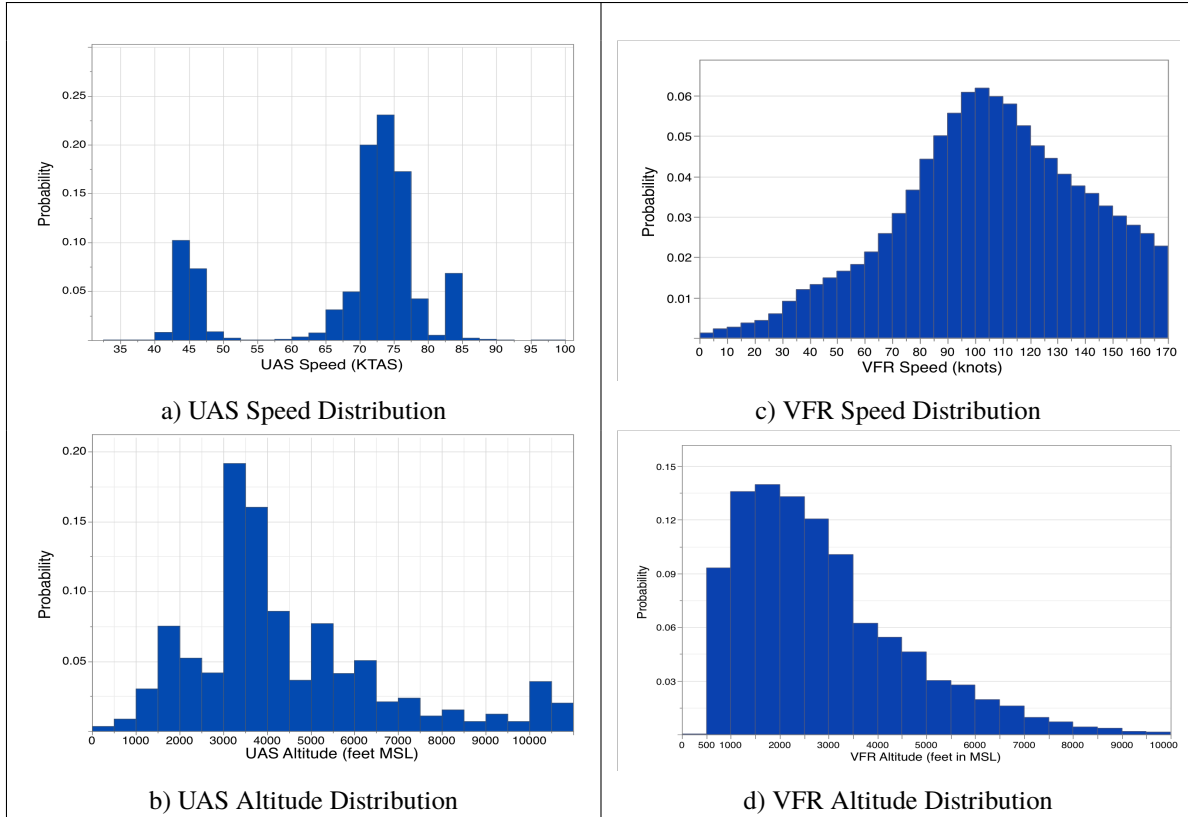 0.25
0.20
0.15
0.10
0.05
Probability
35 40 45 50 55 60 65 70 75 80 85 90 95 100
UAS Speed (KTAS)
a) UAS Speed Distribution
0.06
0.05
0.04
0.03
0.02
0.01
Probability
0 10 20 30 40 50 60 70 80 90 100 110 120 130 140 150 160 170
VFR Speed (knots)
c) VFR Speed Distribution
0.20
0.15
0.10
0.05
Probability
0 1000 2000 3000 4000 5000 6000 7000 8000 9000 10000
UAS Altitude (feet MSL)
b) UAS Altitude Distribution
0.15
0.12
0.09
0.06
0.03
Probability
0 500 1000 2000 3000 4000 5000 6000 7000 8000 9000 10000
VFR Altitude (feet in MSL)
d) VFR Altitude Distribution